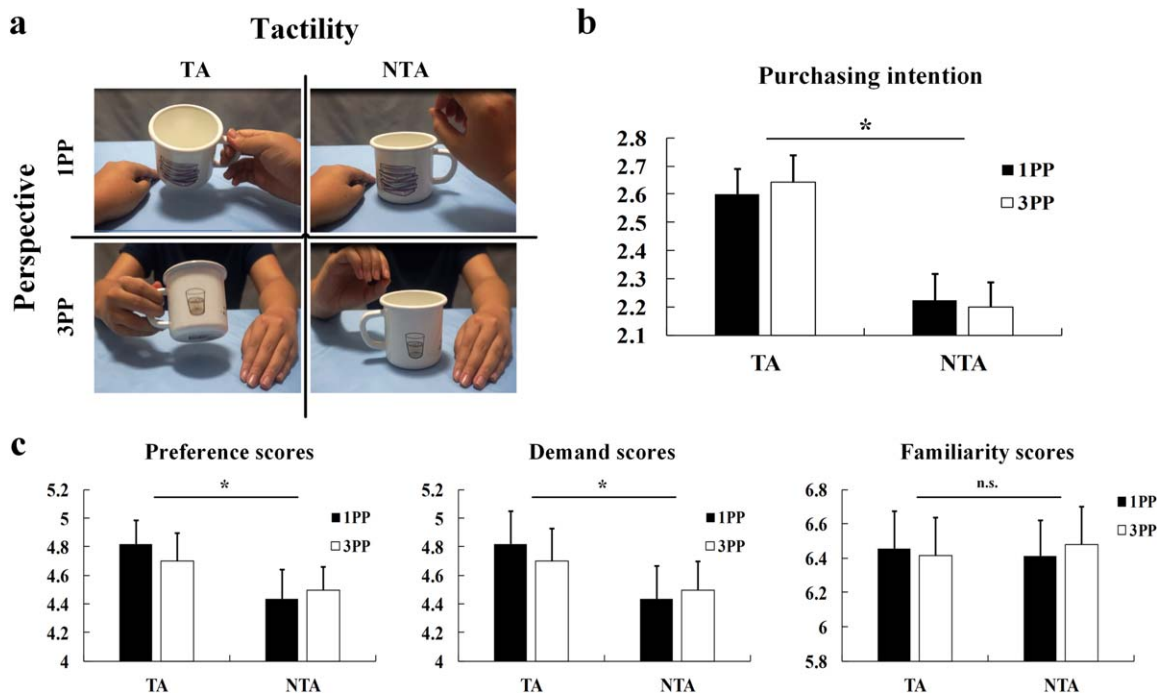 a
Tactility
TA
NTA
Perspective
1PP
3PP
b
Purchasing intention
*
2.8
2.7
2.6
2.5
2.4
2.3
2.2
2.1
1PP
3PP
TA
NTA
c
Preference scores
*
5.2
5
4.8
4.6
4.4
4.2
4
1PP
3PP
TA
NTA
Demand scores
*
5.2
5
4.8
4.6
4.4
4.2
4
1PP
3PP
TA
NTA
Familiarity scores
n.s.
6.8
6.6
6.4
6.2
6
5.8
1PP
3PP
TA
NTA